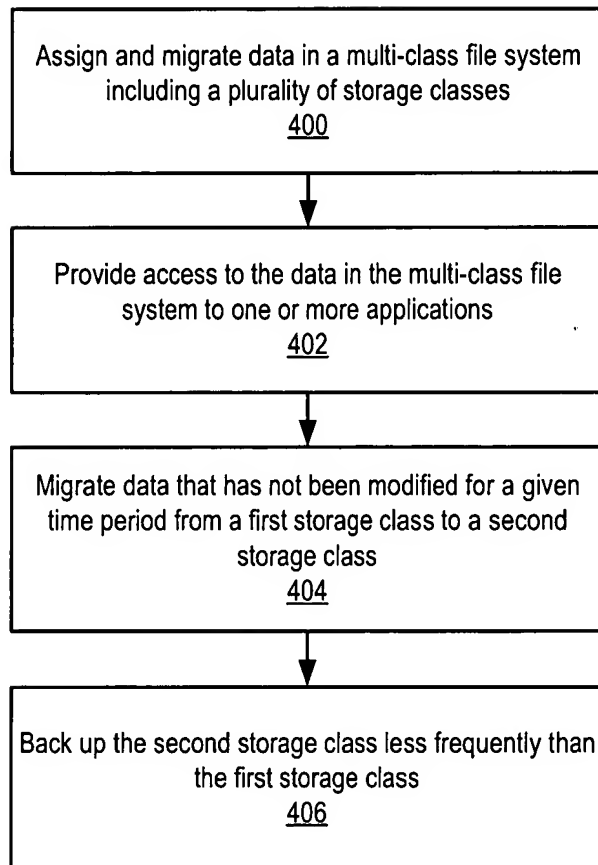 Assign and migrate data in a multi-class file system
including a plurality of storage classes
400
Provide access to the data in the multi-class file
system to one or more applications
402
Migrate data that has not been modified for a given
time period from a first storage class to a second
storage class
404
Back up the second storage class less frequently than
the first storage class
406